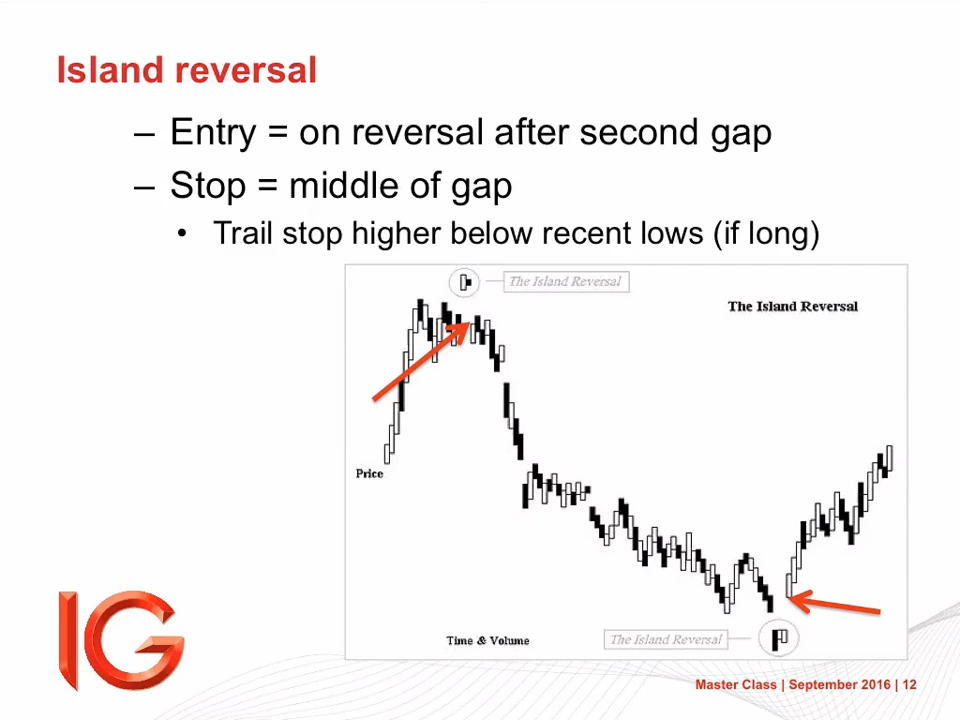 Island reversal
– Entry = on reversal after second gap
– Stop = middle of gap
• Trail stop higher below recent lows (if long)
The Island Reversal
The Island Reversal
Price
Time & Volume
The Island Reversal
IG
Master Class | September 2016 | 12